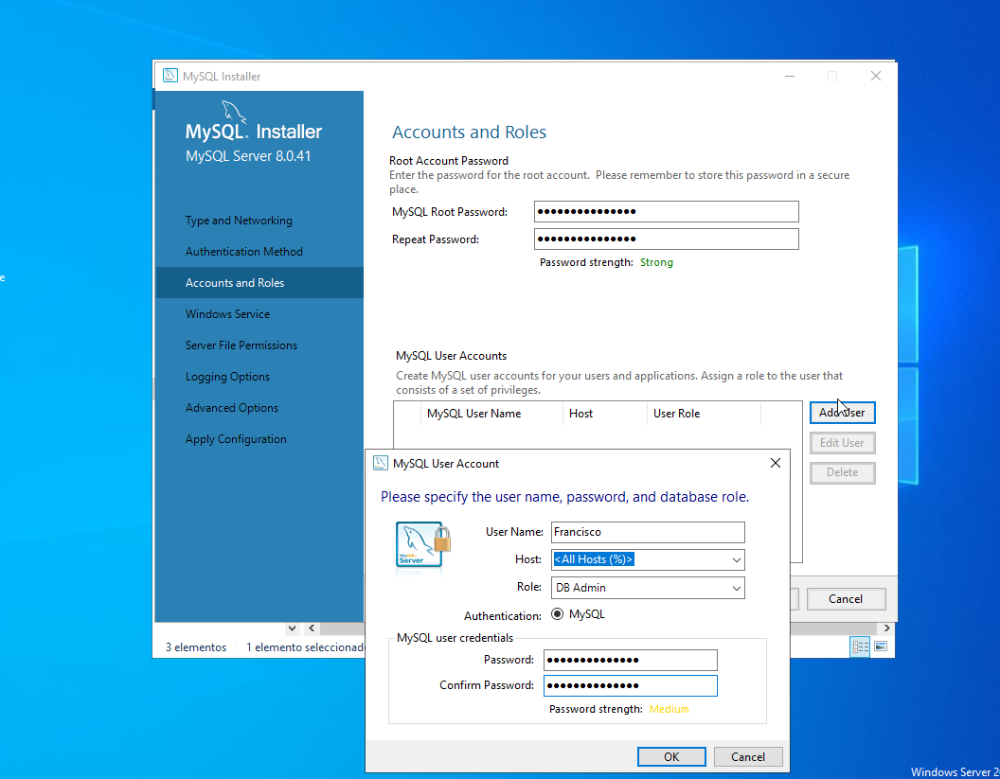 MySQL Installer
MySQL. Installer
MySQL Server 8.0.41
Type and Networking
Authentication Method
Accounts and Roles
Windows Service
Server File Permissions
Logging Options
Advanced Options
Apply Configuration
Accounts and Roles
Root Account Password
Enter the password for the root account. Please remember to store this password in a secure
place.
MySQL Root Password: ●●●●●●●●●●●●●●●
Repeat Password: ●●●●●●●●●●●●●●●
Password strength: Strong
MySQL User Accounts
Create MySQL user accounts for your users and applications. Assign a role to the user that
consists of a set of privileges.
MySQL User Name Host User Role
Add User
Edit User
Delete
Cancel
MySQL User Account
Please specify the user name, password, and database role.
MySQL
Server
User Name: Francisco
Host: <All Hosts (%)>
Role: DB Admin
Authentication: MySQL
MySQL user credentials
Password: ●●●●●●●●●●●●●●
Confirm Password: ●●●●●●●●●●●●●●
Password strength: Medium
OK Cancel
3 elementos 1 elemento seleccionad
e
Windows Server 2